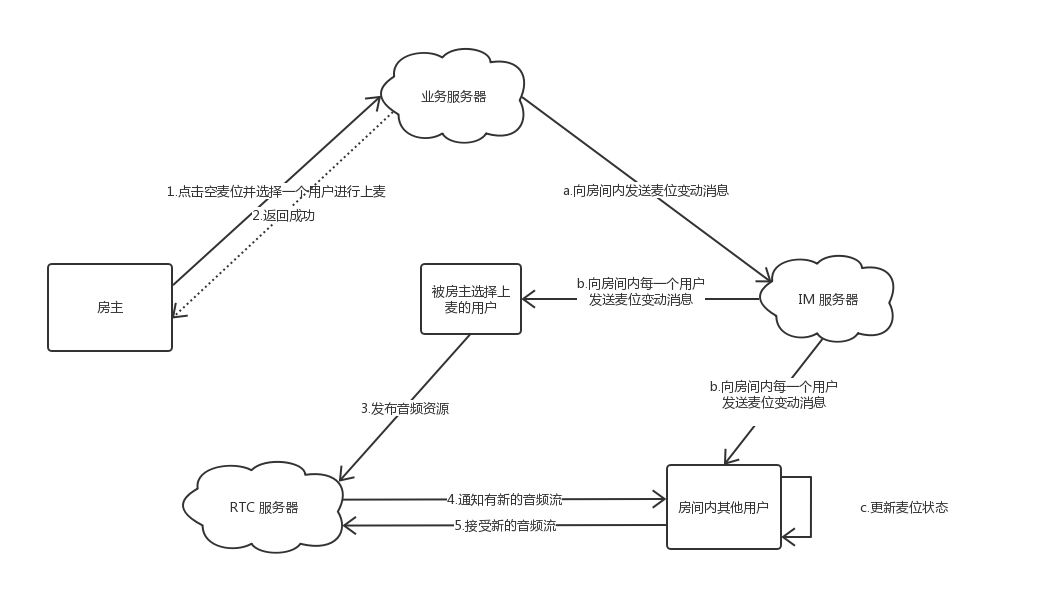 业务服务器
1.点击空麦位并选择一个用户进行上麦
a.向房间内发送麦位变动消息
2.返回成功
房主
被房主选择上
麦的用户
b.向房间内每一个用户
发送麦位变动消息
IM 服务器
b.向房间内每一个用户
发送麦位变动消息
3.发布音频资源
RTC 服务器
4.通知有新的音频流
5.接受新的音频流
房间内其他用户
c.更新麦位状态